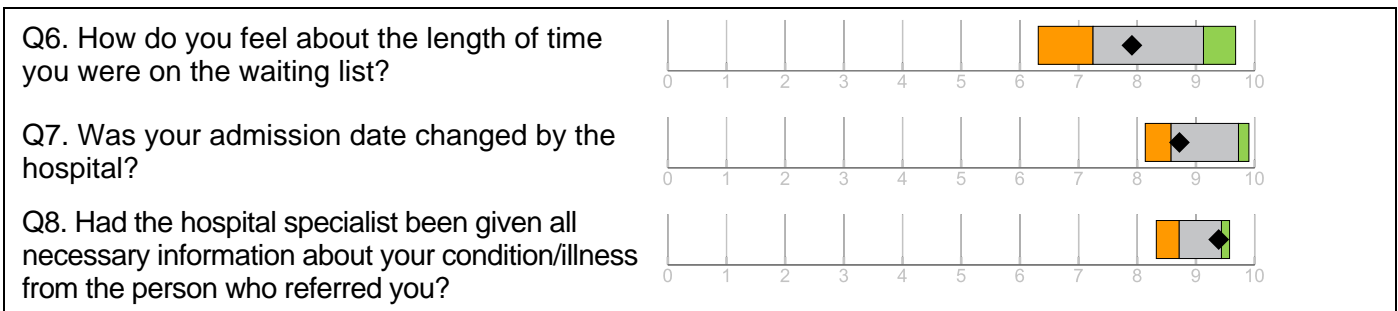 Q6. How do you feel about the length of time
you were on the waiting list?
0 1 2 3 4 5 6 7 8 9 10
Q7. Was your admission date changed by the
hospital?
0 1 2 3 4 5 6 7 8 9 10
Q8. Had the hospital specialist been given all
necessary information about your condition/illness
from the person who referred you?
0 1 2 3 4 5 6 7 8 9 10